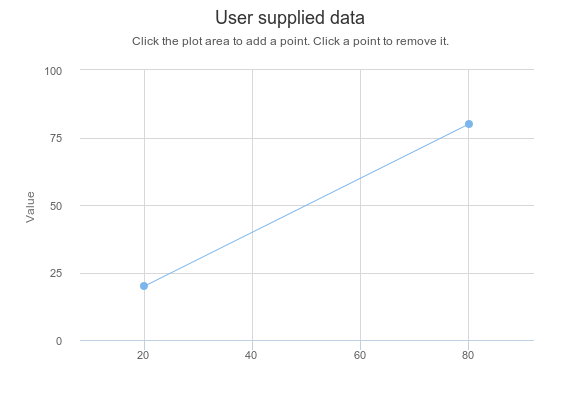 User supplied data
Click the plot area to add a point. Click a point to remove it.
100
75
50
25
0
Value
20 40 60 80